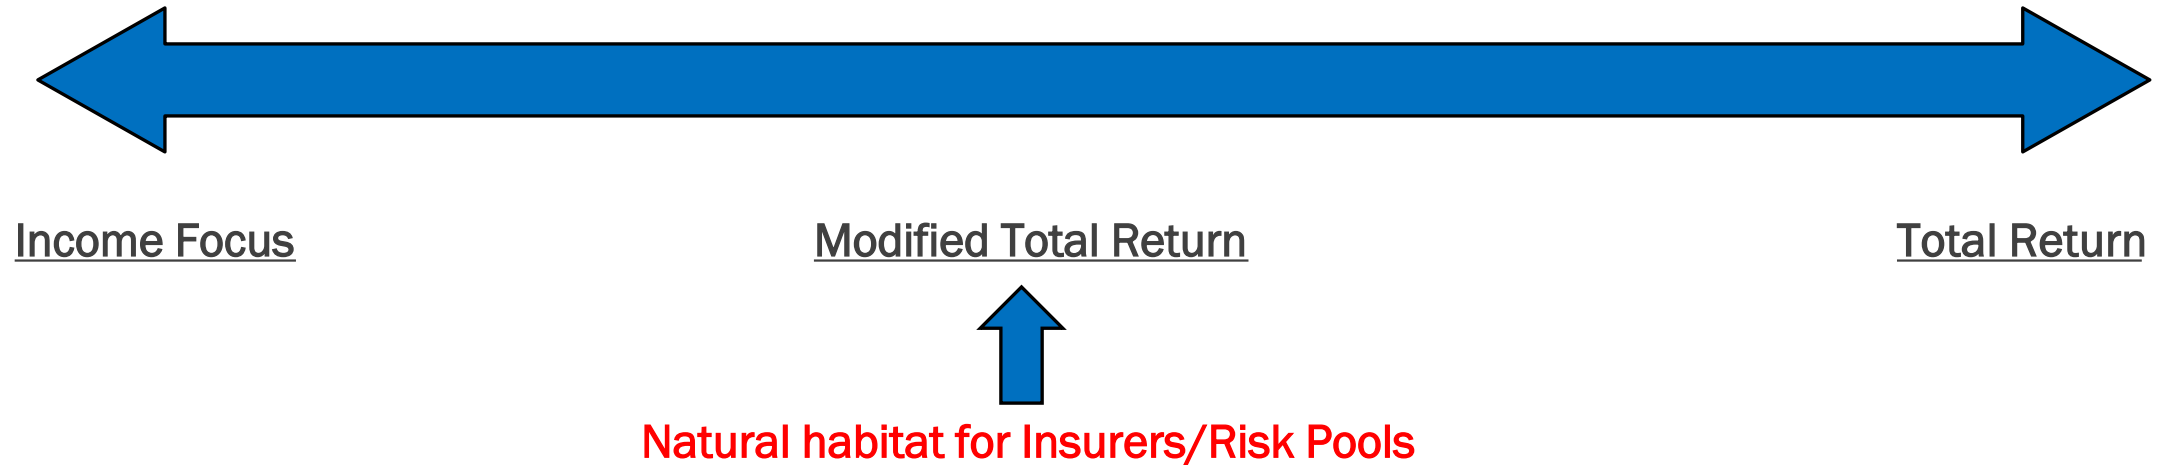 Income Focus Modified Total Return Total Return
Natural habitat for Insurers/Risk Pools